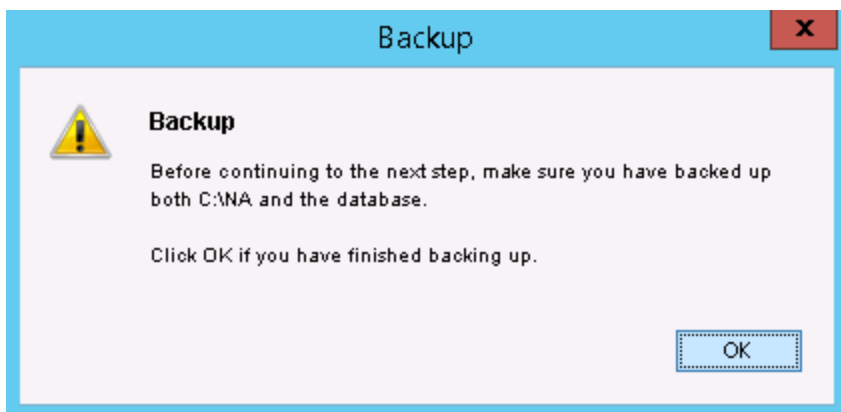 Backup
x
Backup
Before continuing to the next step, make sure you have backed up
both C:\NA and the database.
Click OK if you have finished backing up.
OK